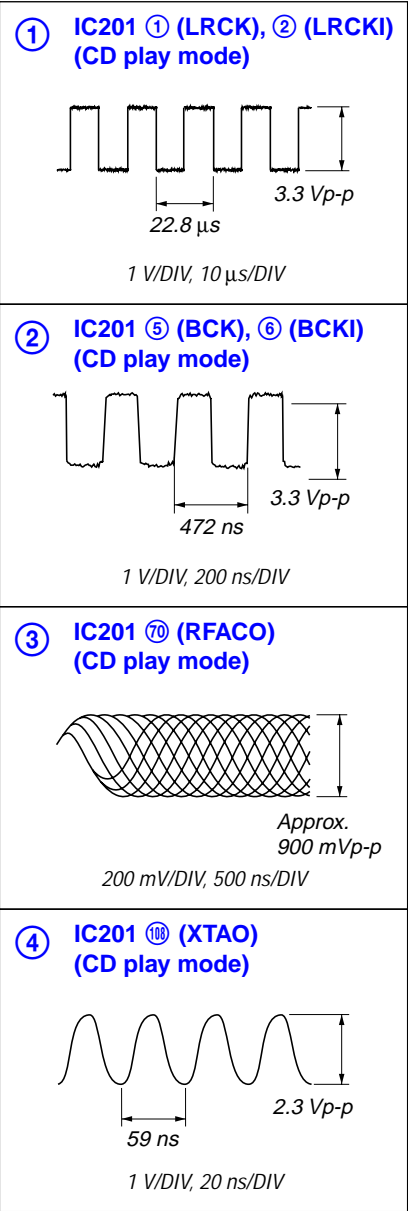 ① IC201 ① (LRCK), ② (LRCKI)
(CD play mode)
3.3 Vp-p
22.8 µs
1 V/DIV, 10 µs/DIV
② IC201 ⑤ (BCK), ⑥ (BCKI)
(CD play mode)
3.3 Vp-p
472 ns
1 V/DIV, 200 ns/DIV
③ IC201 70 (RFACO)
(CD play mode)
Approx.
900 mVp-p
200 mV/DIV, 500 ns/DIV
④ IC201 108 (XTAO)
(CD play mode)
2.3 Vp-p
59 ns
1 V/DIV, 20 ns/DIV